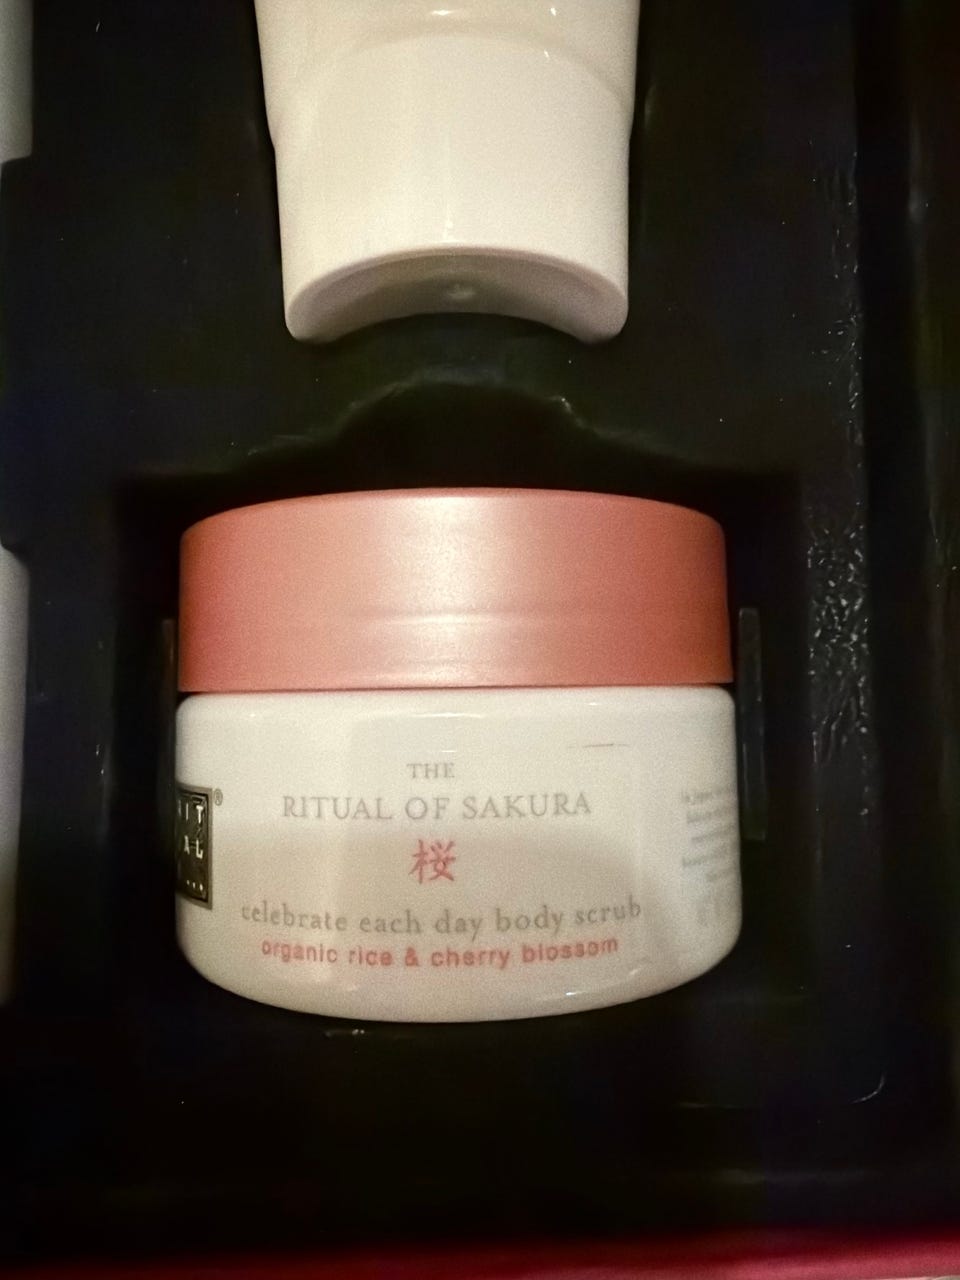 THE
RITUAL OF SAKURA
桜
celebrate each day body scrub
organic rice & cherry blossom
®